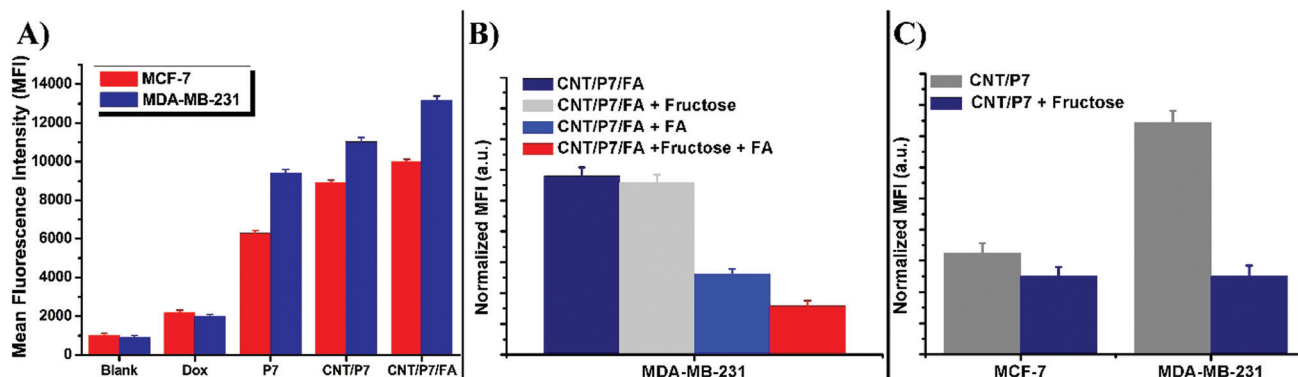 A)
Mean Fluorescence Intensity (MFI)
14000
12000
10000
8000
6000
4000
2000
0
MCF-7
MDA-MB-231
Blank Dox P7 CNT/P7 CNT/P7/FA
B)
Normalized MFI (a.u.)
CNT/P7/FA
CNT/P7/FA + Fructose
CNT/P7/FA + FA
CNT/P7/FA +Fructose + FA
MDA-MB-231
C)
Normalized MFI (a.u.)
CNT/P7
CNT/P7 + Fructose
MCF-7 MDA-MB-231